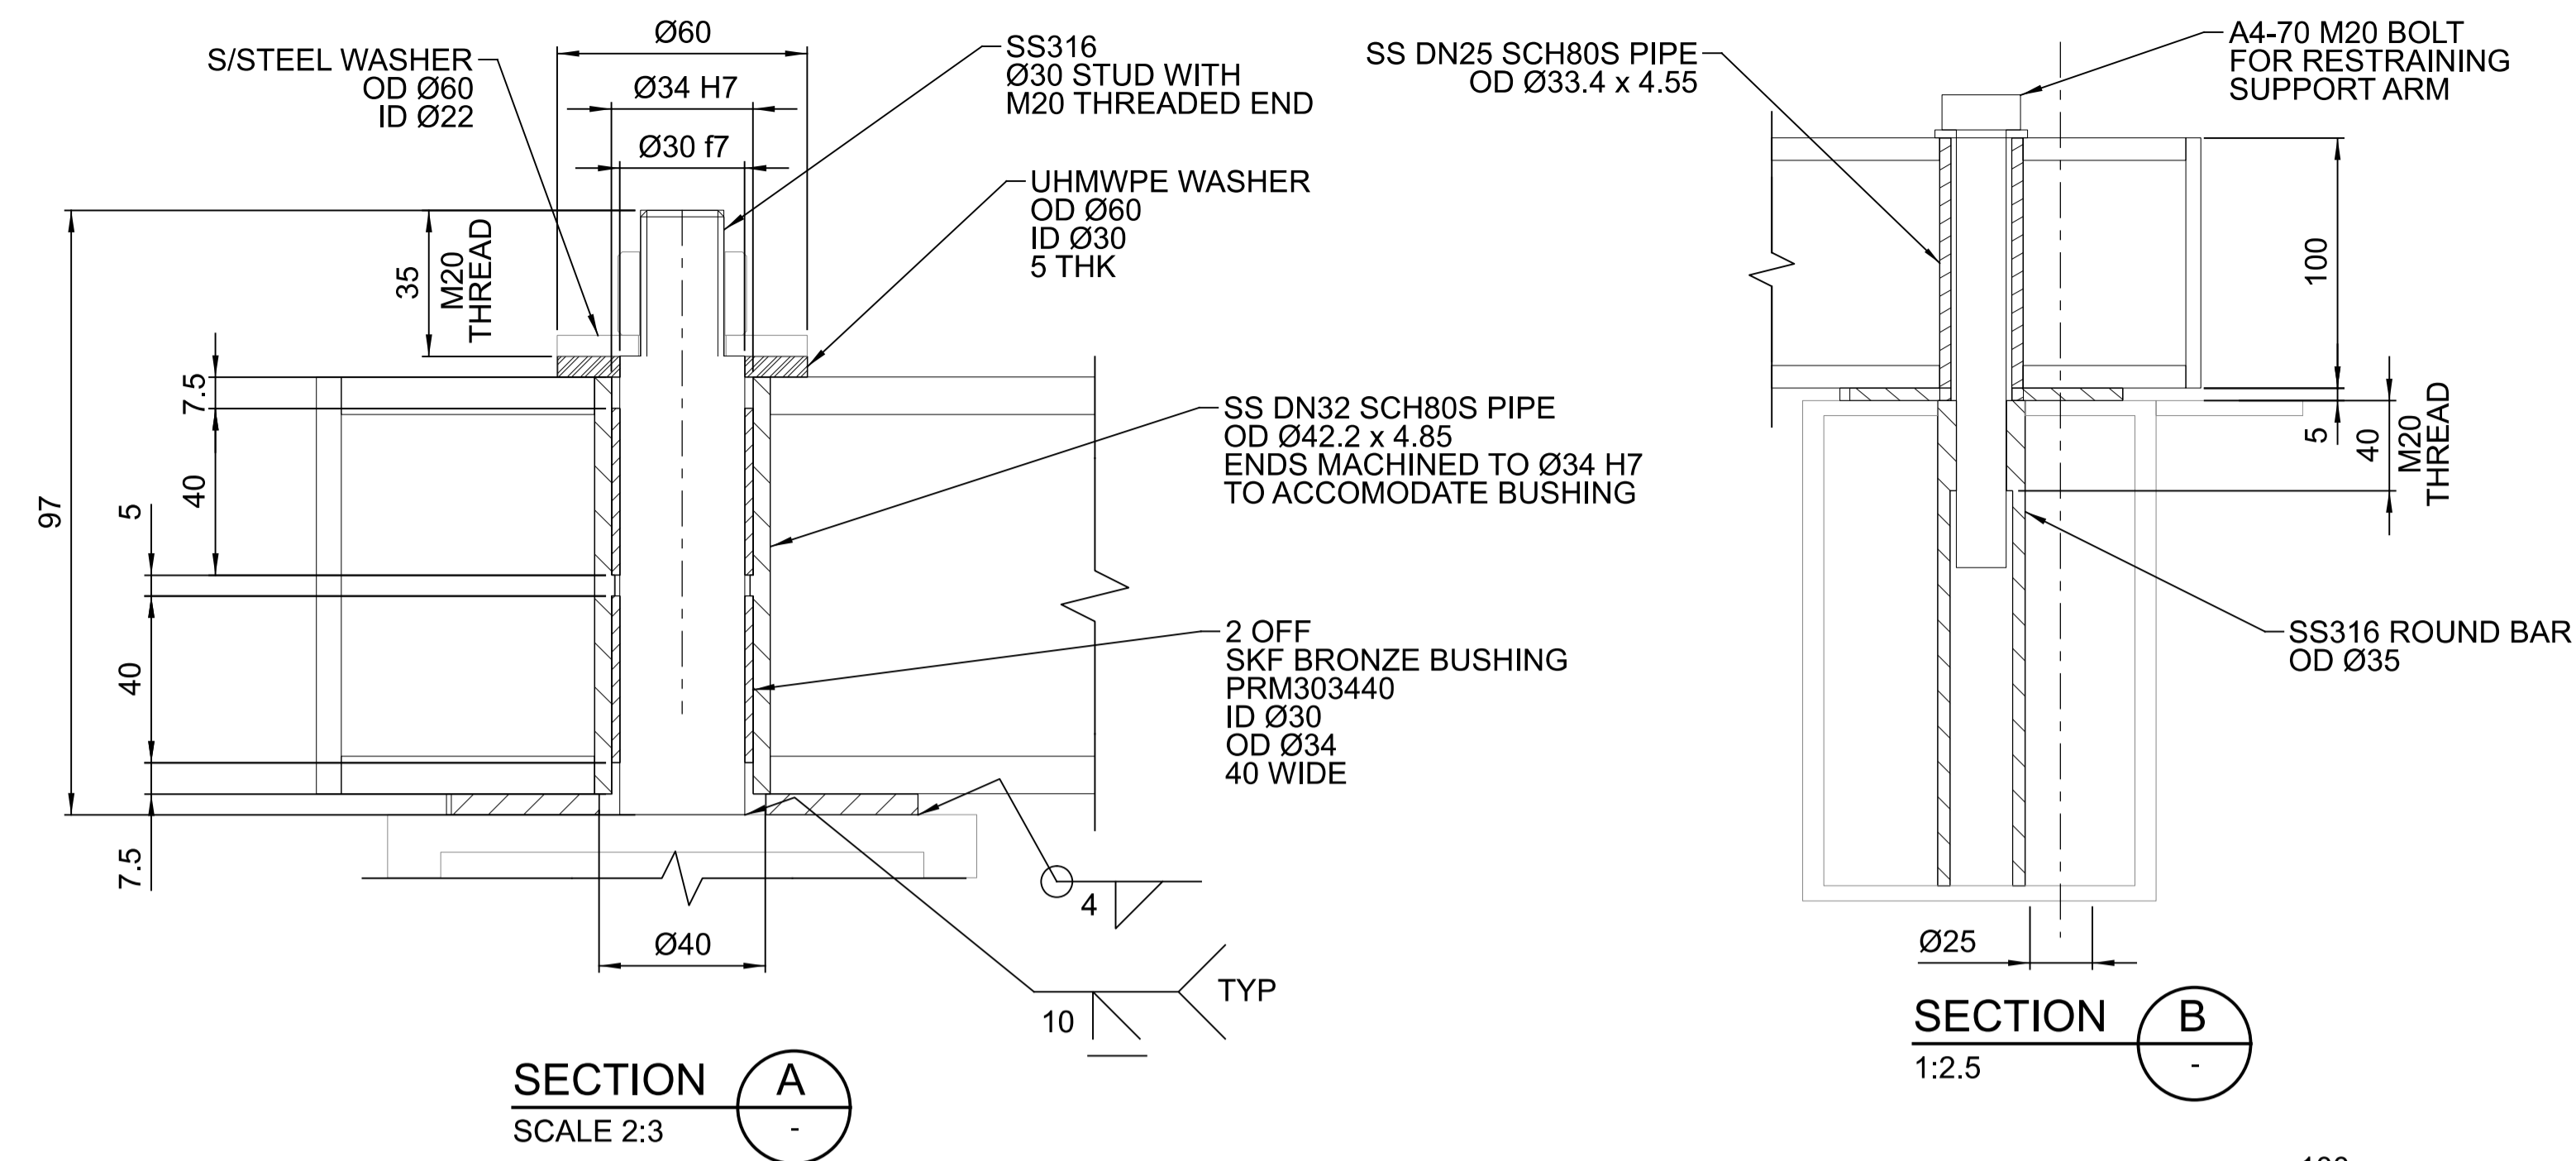 Ø60
S/STEEL WASHER
OD Ø60
ID Ø22
Ø34 H7
Ø30 f7
SS316
Ø30 STUD WITH
M20 THREADED END
UHMWPE WASHER
OD Ø60
ID Ø30
5 THK
35
M20
THREAD
7.5
40
97
5
40
7.5
SS DN32 SCH80S PIPE
OD Ø42.2 x 4.85
ENDS MACHINED TO Ø34 H7
TO ACCOMODATE BUSHING
2 OFF
SKF BRONZE BUSHING
PRM303440
ID Ø30
OD Ø34
40 WIDE
4
Ø40
10
TYP
SECTION A
SCALE 2:3
-
SS DN25 SCH80S PIPE
OD Ø33.4 x 4.55
A4-70 M20 BOLT
FOR RESTRAINING
SUPPORT ARM
100
5
40
M20
THREAD
SS316 ROUND BAR
OD Ø35
Ø25
SECTION B
1:2.5
-